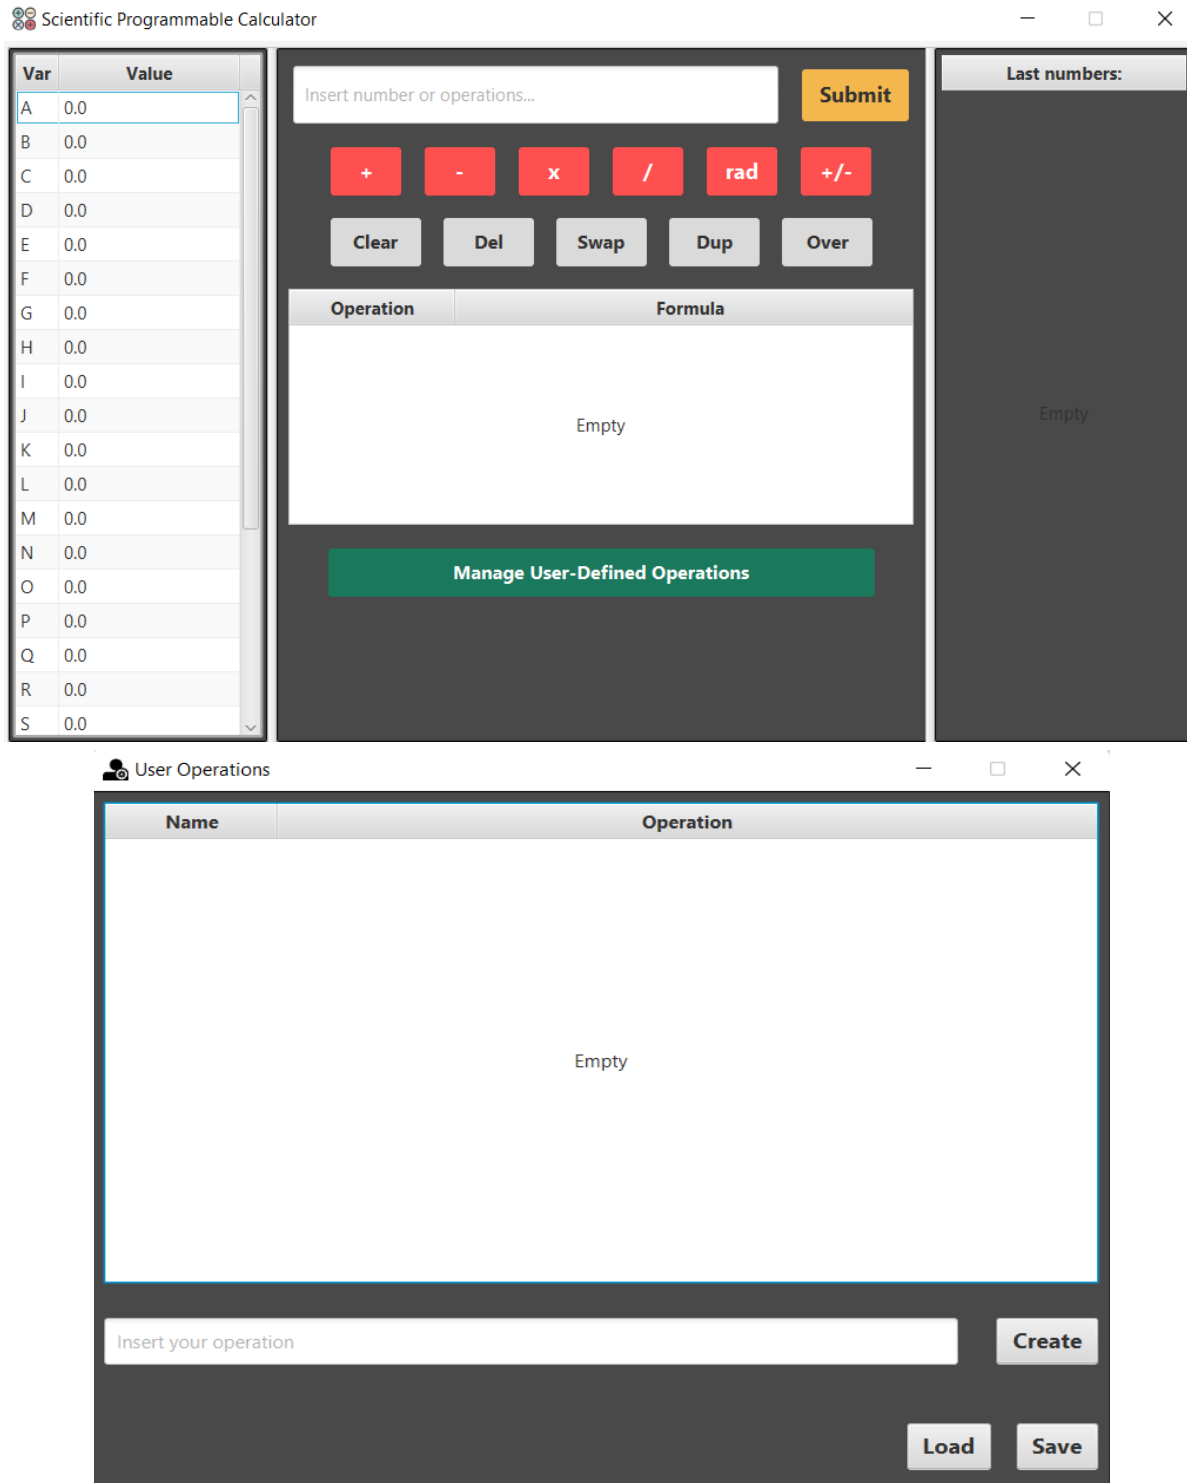 Scientific Programmable Calculator
Var Value
A 0.0
B 0.0
C 0.0
D 0.0
E 0.0
F 0.0
G 0.0
H 0.0
I 0.0
J 0.0
K 0.0
L 0.0
M 0.0
N 0.0
O 0.0
P 0.0
Q 0.0
R 0.0
S 0.0
Insert number or operations... Submit
+ - x / rad +/-
Clear Del Swap Dup Over
Operation Formula
Empty
Manage User-Defined Operations
Last numbers:
Empty
User Operations
Name Operation
Empty
Insert your operation Create
Load Save